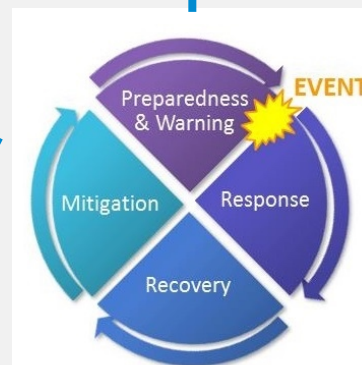 Preparedness
& Warning
EVENT
Mitigation
Response
Recovery